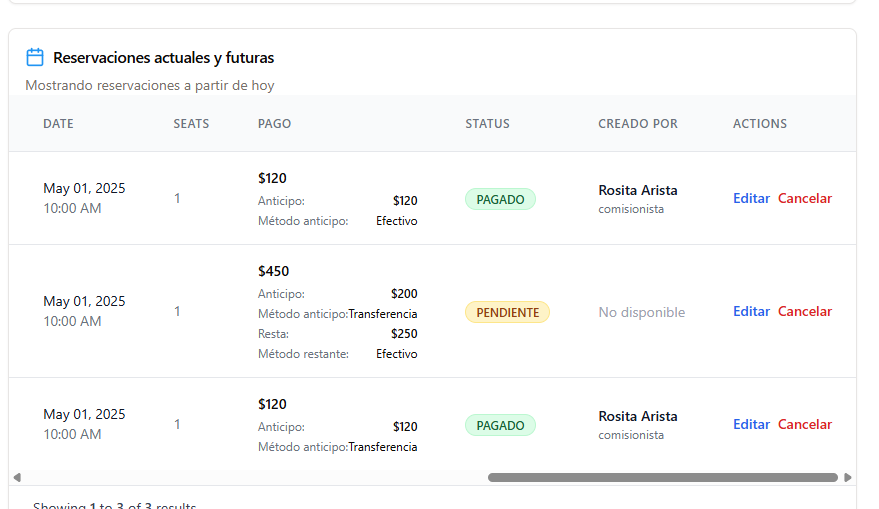 Reservaciones actuales y futuras
Mostrando reservaciones a partir de hoy
DATE SEATS PAGO STATUS CREADO POR ACTIONS
May 01, 2025
10:00 AM
1
$120
Anticipo: $120
Método anticipo: Efectivo
PAGADO
Rosita Arista
comisionista
Editar Cancelar
May 01, 2025
10:00 AM
1
$450
Anticipo: $200
Método anticipo:Transferencia
Resta: $250
Método restante: Efectivo
PENDIENTE
No disponible
Editar Cancelar
May 01, 2025
10:00 AM
1
$120
Anticipo: $120
Método anticipo:Transferencia
PAGADO
Rosita Arista
comisionista
Editar Cancelar
Showing 1 to 3 of 3 results